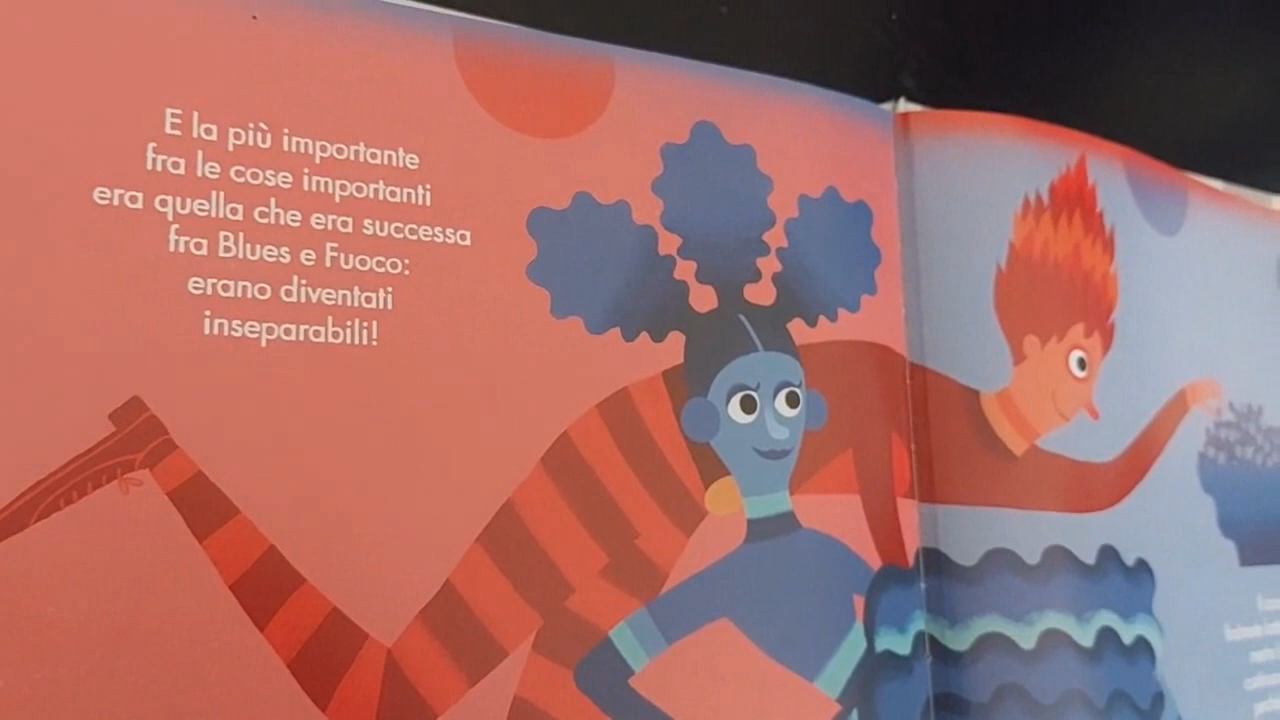 E la più importante
fra le cose importanti
era quella che era successa
fra Blues e Fuoco:
erano diventati
inseparabili!